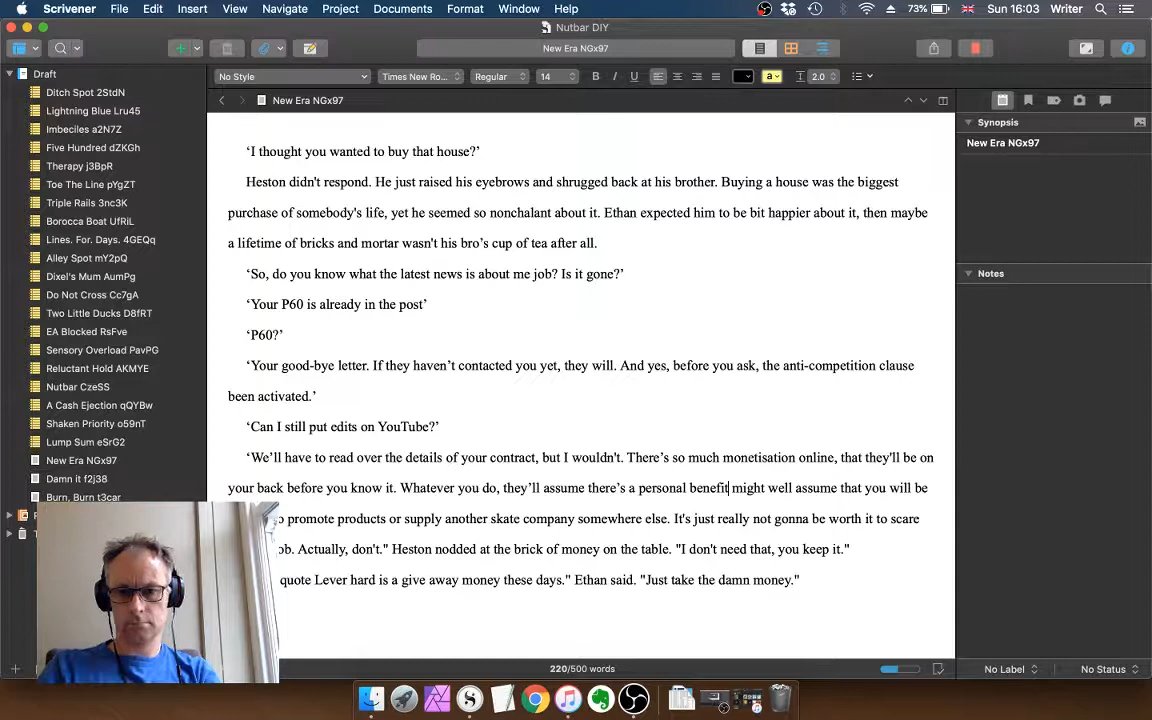 Scrivener File Edit Insert View Navigate Project Documents Format Window Help 73% Sun 16:03 Writer
Nutbar DIY
New Era NGx97
No Style Times New Ro... Regular 14 B I U a 2.0
Draft
New Era NGx97
Ditch Spot 2StdN
Lightning Blue Lru45
Imbeciles a2N7Z
Five Hundred dZKGh
Therapy j3BpR
Toe The Line pYgZT
Triple Rails 3nc3K
Borocca Boat UfRiL
Lines. For. Days. 4GEQq
Alley Spot mY2pQ
Dixel's Mum AumPg
Do Not Cross Cc7gA
Two Little Ducks D8fRT
EA Blocked RsFve
Sensory Overload PavPG
Reluctant Hold AKMYE
Nutbar CzeSS
A Cash Ejection qQYBw
Shaken Priority o59nT
Lump Sum eSrG2
New Era NGx97
Damn it f2j38
Burn, Burn t3car
‘I thought you wanted to buy that house?’
Heston didn't respond. He just raised his eyebrows and shrugged back at his brother. Buying a house was the biggest
purchase of somebody's life, yet he seemed so nonchalant about it. Ethan expected him to be bit happier about it, then maybe
a lifetime of bricks and mortar wasn't his bro’s cup of tea after all.
‘So, do you know what the latest news is about me job? Is it gone?’
‘Your P60 is already in the post’
‘P60?’
‘Your good-bye letter. If they haven’t contacted you yet, they will. And yes, before you ask, the anti-competition clause
been activated.’
‘Can I still put edits on YouTube?’
‘We’ll have to read over the details of your contract, but I wouldn't. There’s so much monetisation online, that they'll be on
your back before you know it. Whatever you do, they’ll assume there’s a personal benefit might well assume that you will be
promote products or supply another skate company somewhere else. It's just really not gonna be worth it to scare
ob. Actually, don't." Heston nodded at the brick of money on the table. "I don't need that, you keep it."
quote Lever hard is a give away money these days." Ethan said. "Just take the damn money."
220/500 words
Synopsis
New Era NGx97
Notes
No Label No Status